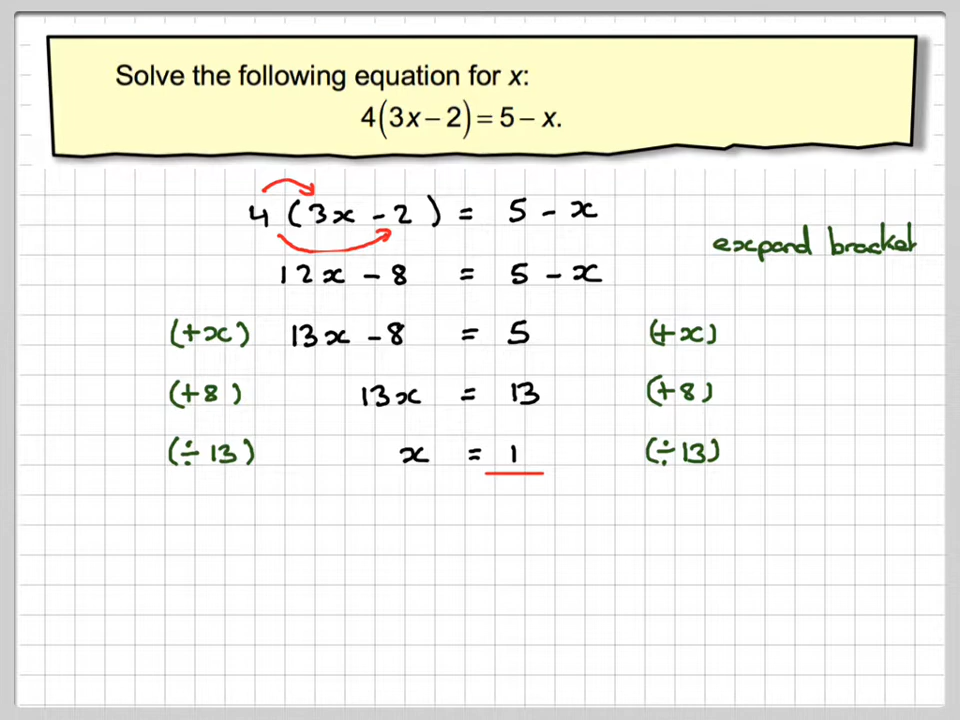 Solve the following equation for x:
4(3x – 2) = 5 – x.
4 (3x - 2) = 5 - x
expand bracket
12x - 8 = 5 - x
(+x) 13x - 8 = 5 (+x)
(+8) 13x = 13 (+8)
(÷ 13) x = 1 (÷ 13)